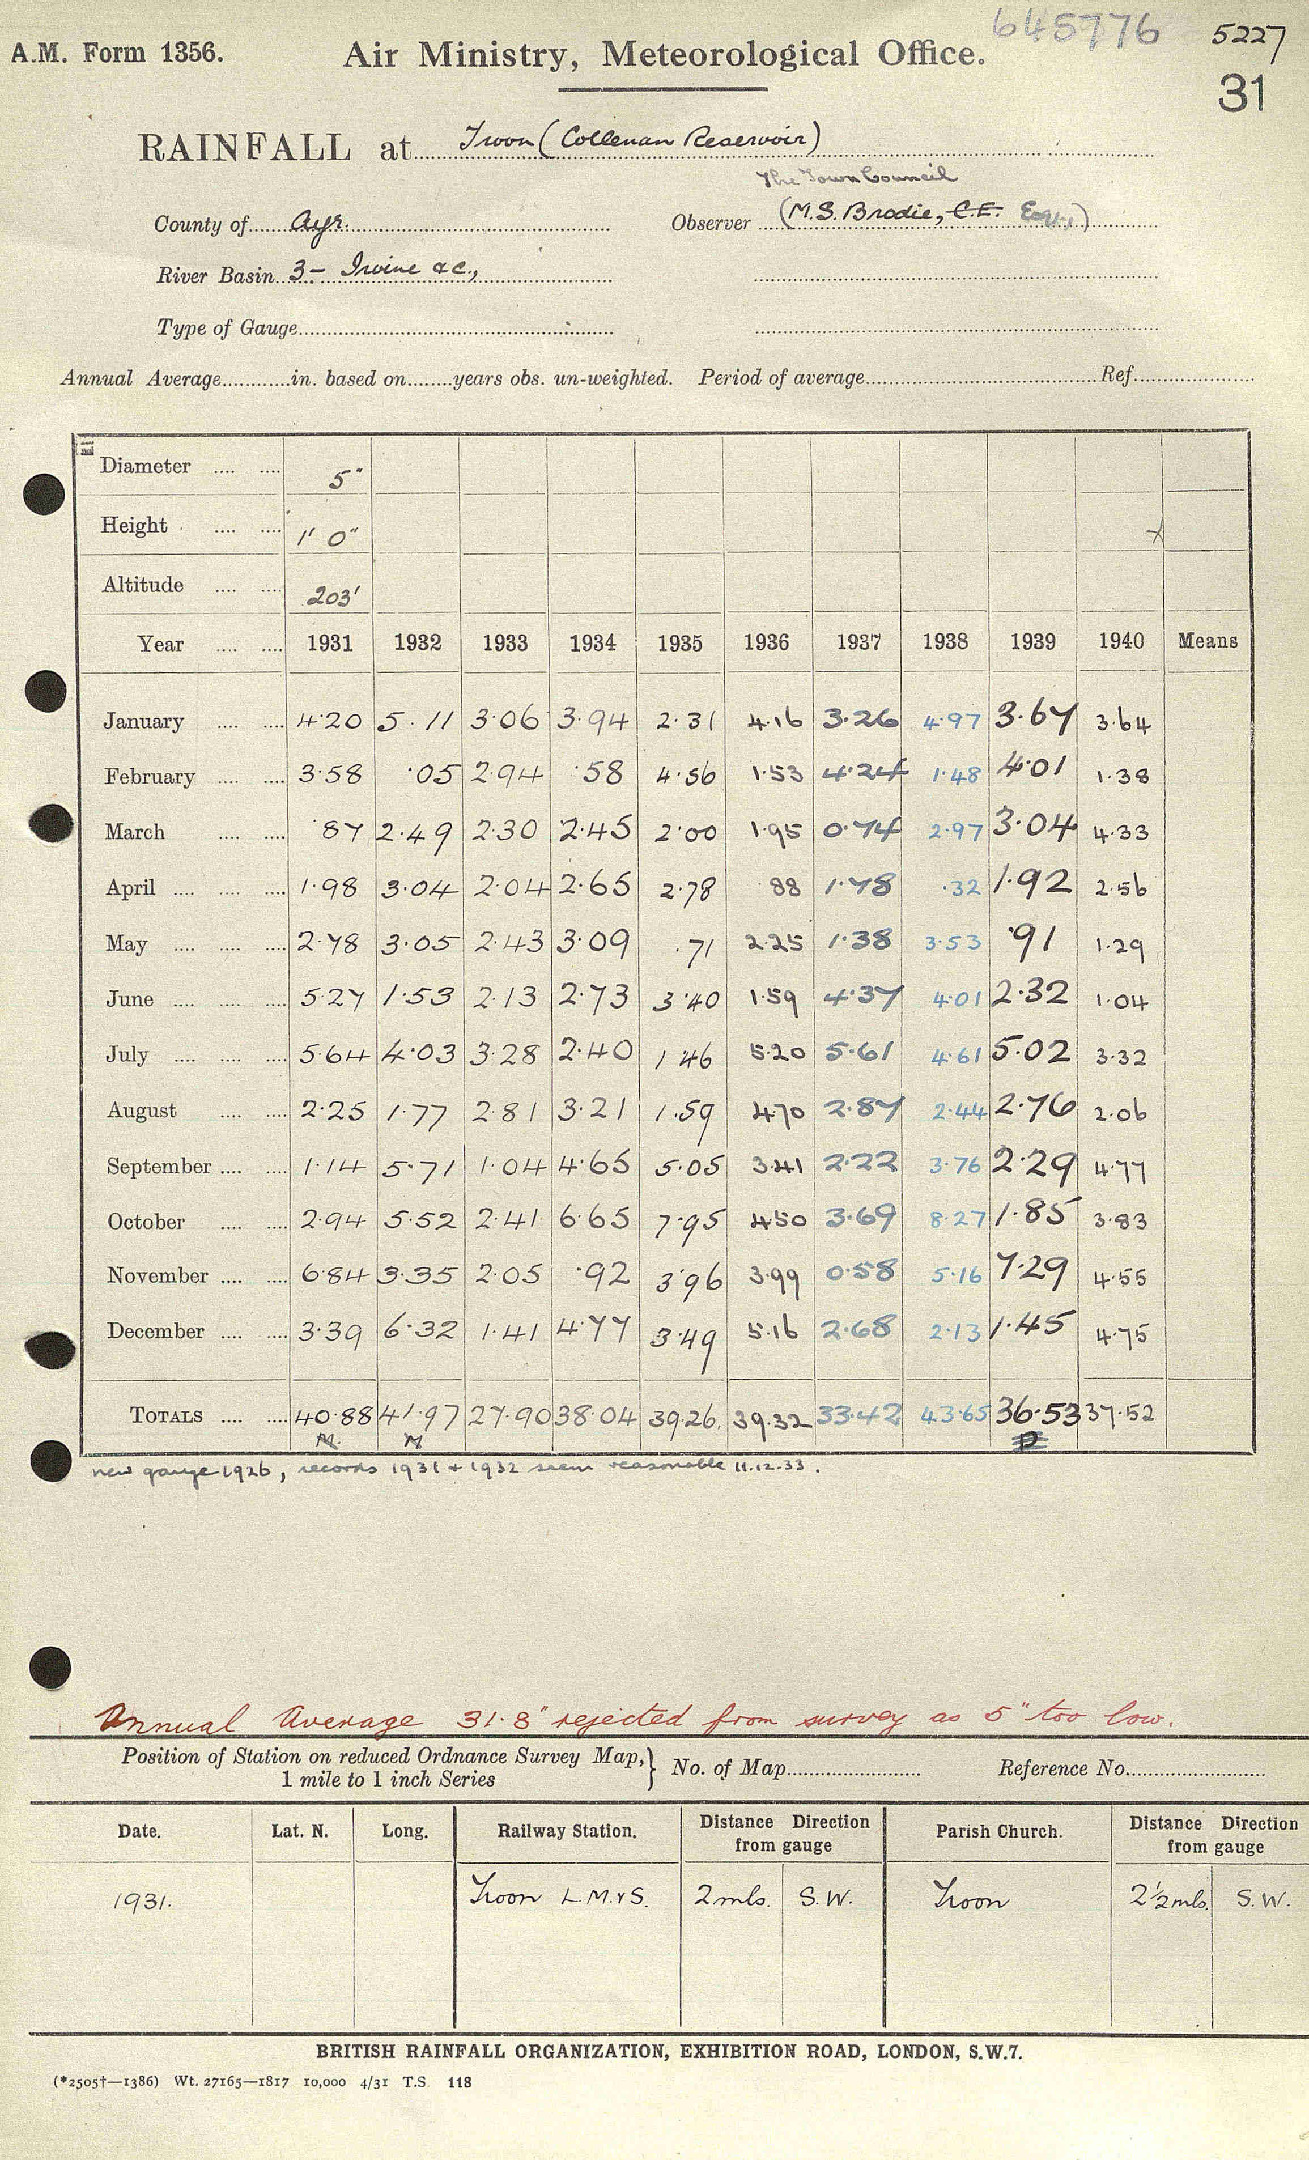 645776 5227
A.M. Form 1356. Air Ministry, Meteorological Office. 31
RAINFALL at Troon (Collenan Reservoir)
The Town Council
County of Ayr. Observer (M.S. Brodie, C.E. Esq.,)
River Basin 3 - Irvine &c.,
Type of Gauge
Annual Average in. based on years obs. un-weighted. Period of average Ref.
Diameter 5"
Height 1' 0"
Altitude 203'
Year 1931 1932 1933 1934 1935 1936 1937 1938 1939 1940 Means
January 4.20 5.11 3.06 3.94 2.31 4.16 3.26 4.97 3.67 3.64
February 3.58 .05 2.94 .58 4.56 1.53 4.24 1.48 4.01 1.38
March .87 2.49 2.30 2.45 2.00 1.95 0.74 2.97 3.04 4.33
April 1.98 3.04 2.04 2.65 2.78 88 1.78 .32 1.92 2.56
May 2.78 3.05 2.43 3.09 .71 2.25 1.38 3.53 .91 1.29
June 5.27 1.53 2.13 2.73 3.40 1.59 4.37 4.01 2.32 1.04
July 5.64 4.03 3.28 2.40 1.46 5.20 5.61 4.61 5.02 3.32
August 2.25 1.77 2.81 3.21 1.59 4.70 2.87 2.44 2.76 2.06
September 1.14 5.71 1.04 4.65 5.05 3.41 2.22 3.76 2.29 4.77
October 2.94 5.52 2.41 6.65 7.95 4.50 3.69 8.27 1.85 3.83
November 6.84 3.35 2.05 .92 3.96 3.99 0.58 5.16 7.29 4.55
December 3.39 6.32 1.41 4.77 3.49 5.16 2.68 2.13 1.45 4.75
TOTALS 40.88 41.97 27.90 38.04 39.26 39.32 33.42 43.65 36.53 37.52
M. M
new gauge 1926, records 1931 + 1932 seem reasonable 11.12.33.
Annual Average 31.8" rejected from survey as 5" too low.
Position of Station on reduced Ordnance Survey Map, } No. of Map Reference No.
1 mile to 1 inch Series
Date. Lat. N. Long. Railway Station. Distance Direction from gauge Parish Church. Distance Direction from gauge
1931. Troon L.M.&S. 2 mls. S.W. Troon 2½ mls. S.W.
BRITISH RAINFALL ORGANIZATION, EXHIBITION ROAD, LONDON, S.W.7.
(*2505†—1386) Wt. 27165—1817 10,000 4/31 T.S. 118